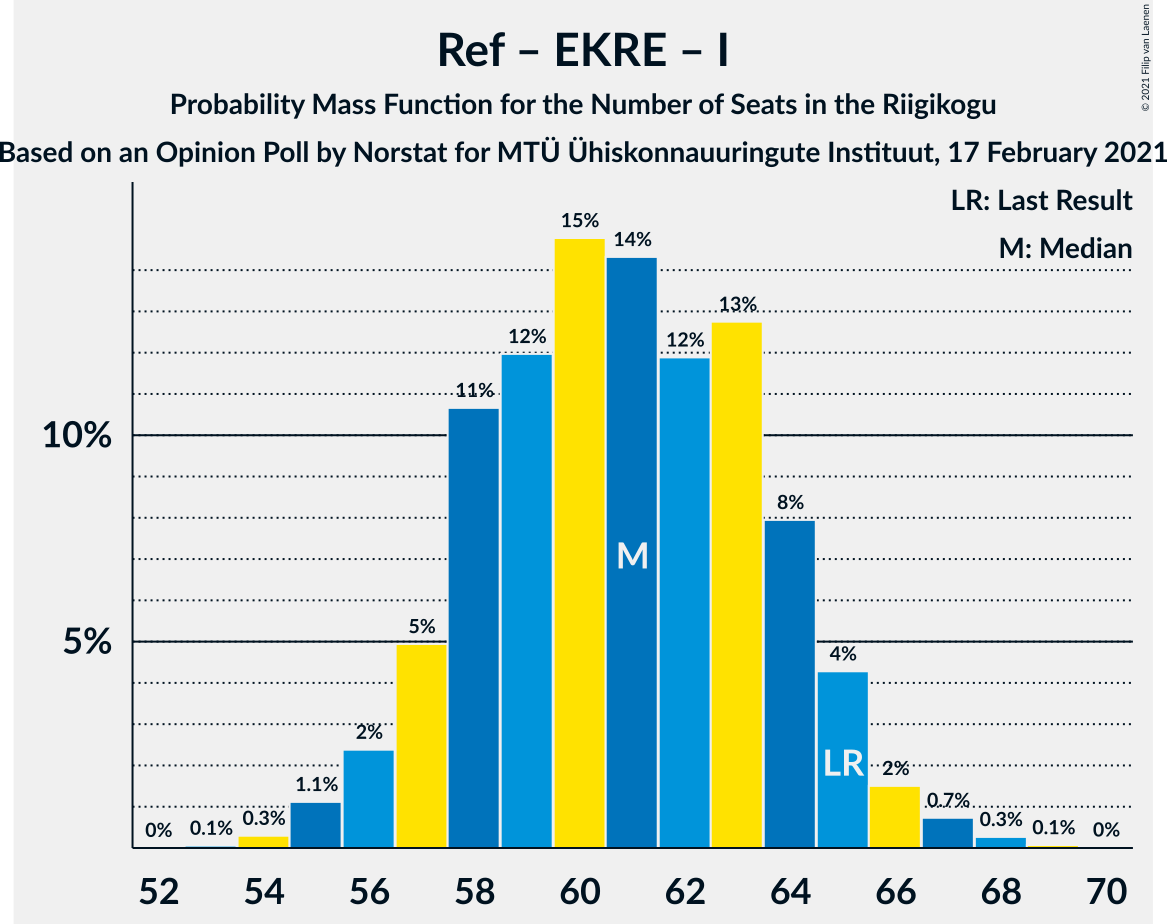 Ref – EKRE – I
Probability Mass Function for the Number of Seats in the Riigikogu
Based on an Opinion Poll by Norstat for MTÜ Ühiskonnauuringute Instituut, 17 February 2021
© 2021 Filip van Laenen
LR: Last Result
M: Median
10%
5%
0%
0.1%
0.3%
1.1%
2%
5%
11%
12%
15%
14%
12%
13%
8%
4%
2%
0.7%
0.3%
0.1%
0%
M
LR
52 54 56 58 60 62 64 66 68 70